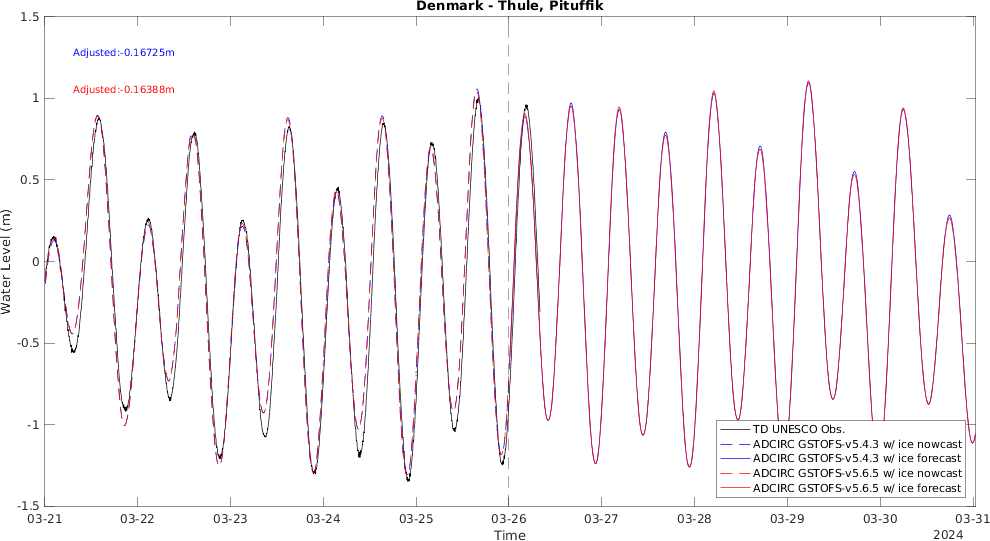 Denmark - Thule, Pituffik
Adjusted:-0.16725m
Adjusted:-0.16388m
Water Level (m)
1.5
1
0.5
0
-0.5
-1
-1.5
TD UNESCO Obs.
ADCIRC GSTOFS-v5.4.3 w/ ice nowcast
ADCIRC GSTOFS-v5.4.3 w/ ice forecast
ADCIRC GSTOFS-v5.6.5 w/ ice nowcast
ADCIRC GSTOFS-v5.6.5 w/ ice forecast
03-21 03-22 03-23 03-24 03-25 03-26 03-27 03-28 03-29 03-30 03-31
Time
2024